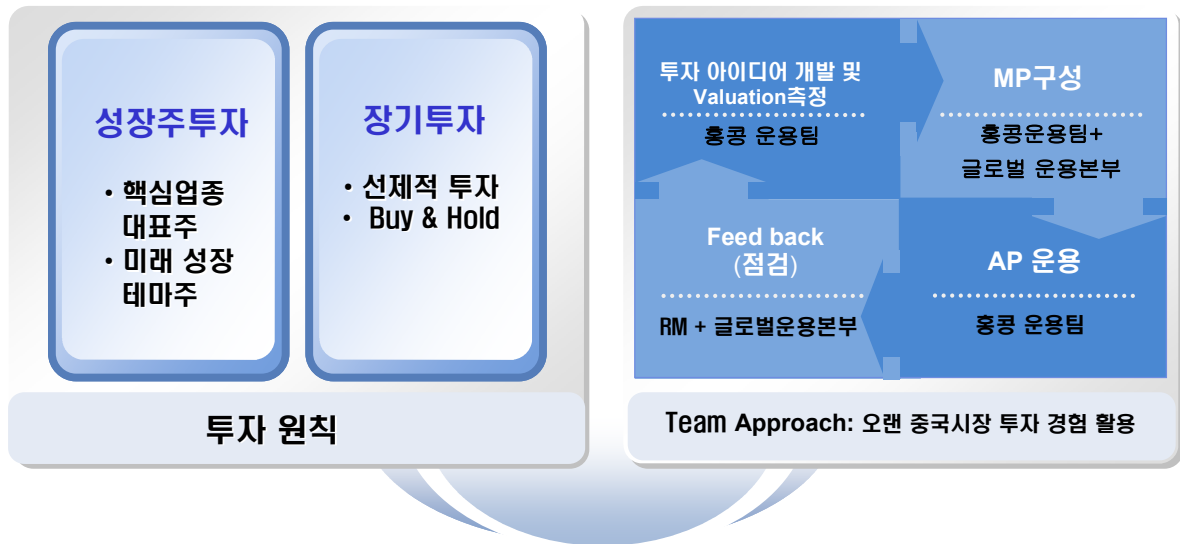 성장주투자
• 핵심업종
대표주
• 미래 성장
테마주
장기투자
• 선제적 투자
• Buy & Hold
투자 원칙
투자 아이디어 개발 및
Valuation측정
홍콩 운용팀
MP구성
홍콩운용팀+
글로벌 운용본부
Feed back
(점검)
RM + 글로벌운용본부
AP 운용
홍콩 운용팀
Team Approach: 오랜 중국시장 투자 경험 활용